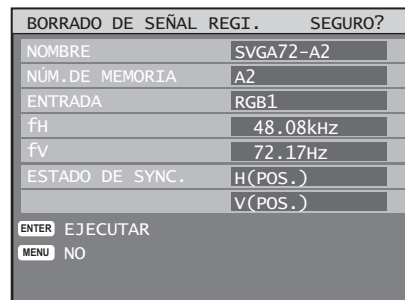 BORRADO DE SEÑAL REGI. SEGURO?
NOMBRE SVGA72-A2
NÚM.DE MEMORIA A2
ENTRADA RGB1
fH 48.08kHz
fV 72.17Hz
ESTADO DE SYNC. H(POS.)
V(POS.)
ENTER EJECUTAR
MENU NO